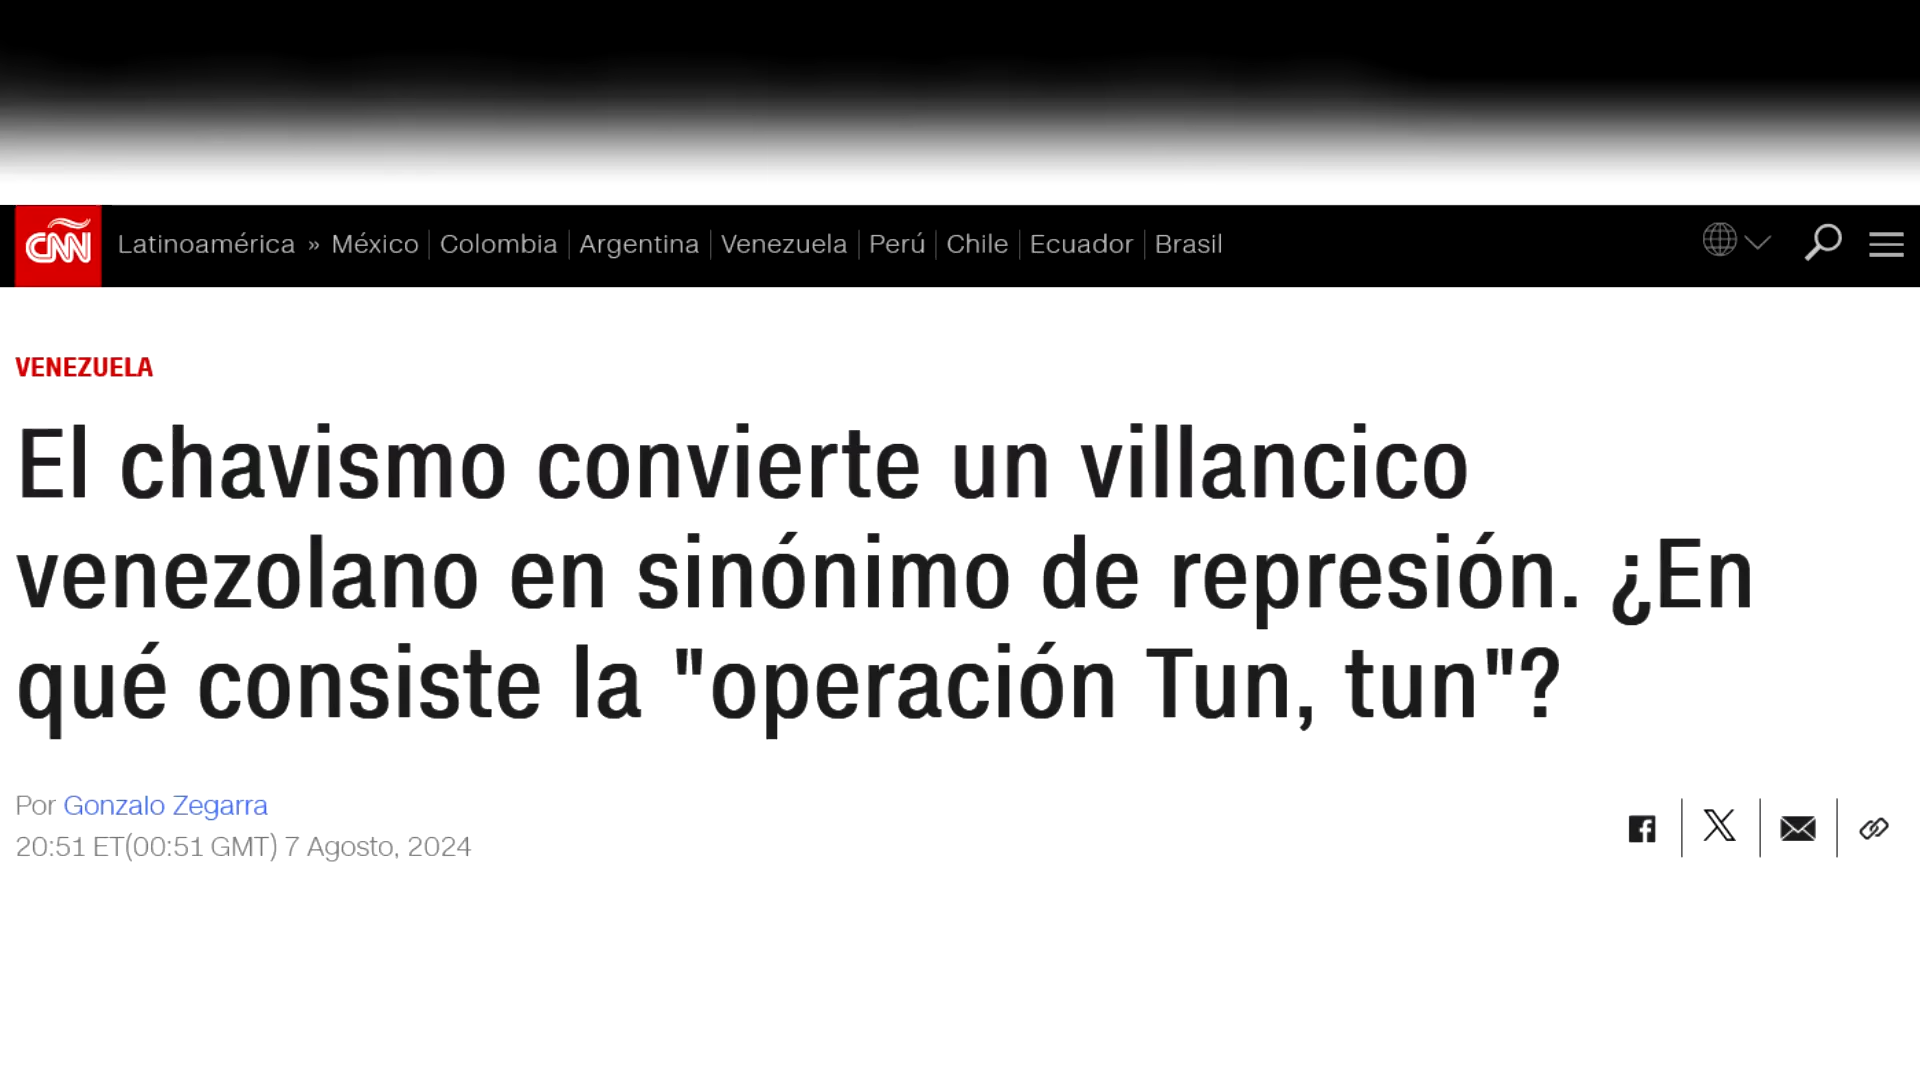 CNN Latinoamérica » México Colombia Argentina Venezuela Perú Chile Ecuador Brasil
VENEZUELA
El chavismo convierte un villancico
venezolano en sinónimo de represión. ¿En
qué consiste la "operación Tun, tun"?
Por Gonzalo Zegarra
20:51 ET(00:51 GMT) 7 Agosto, 2024